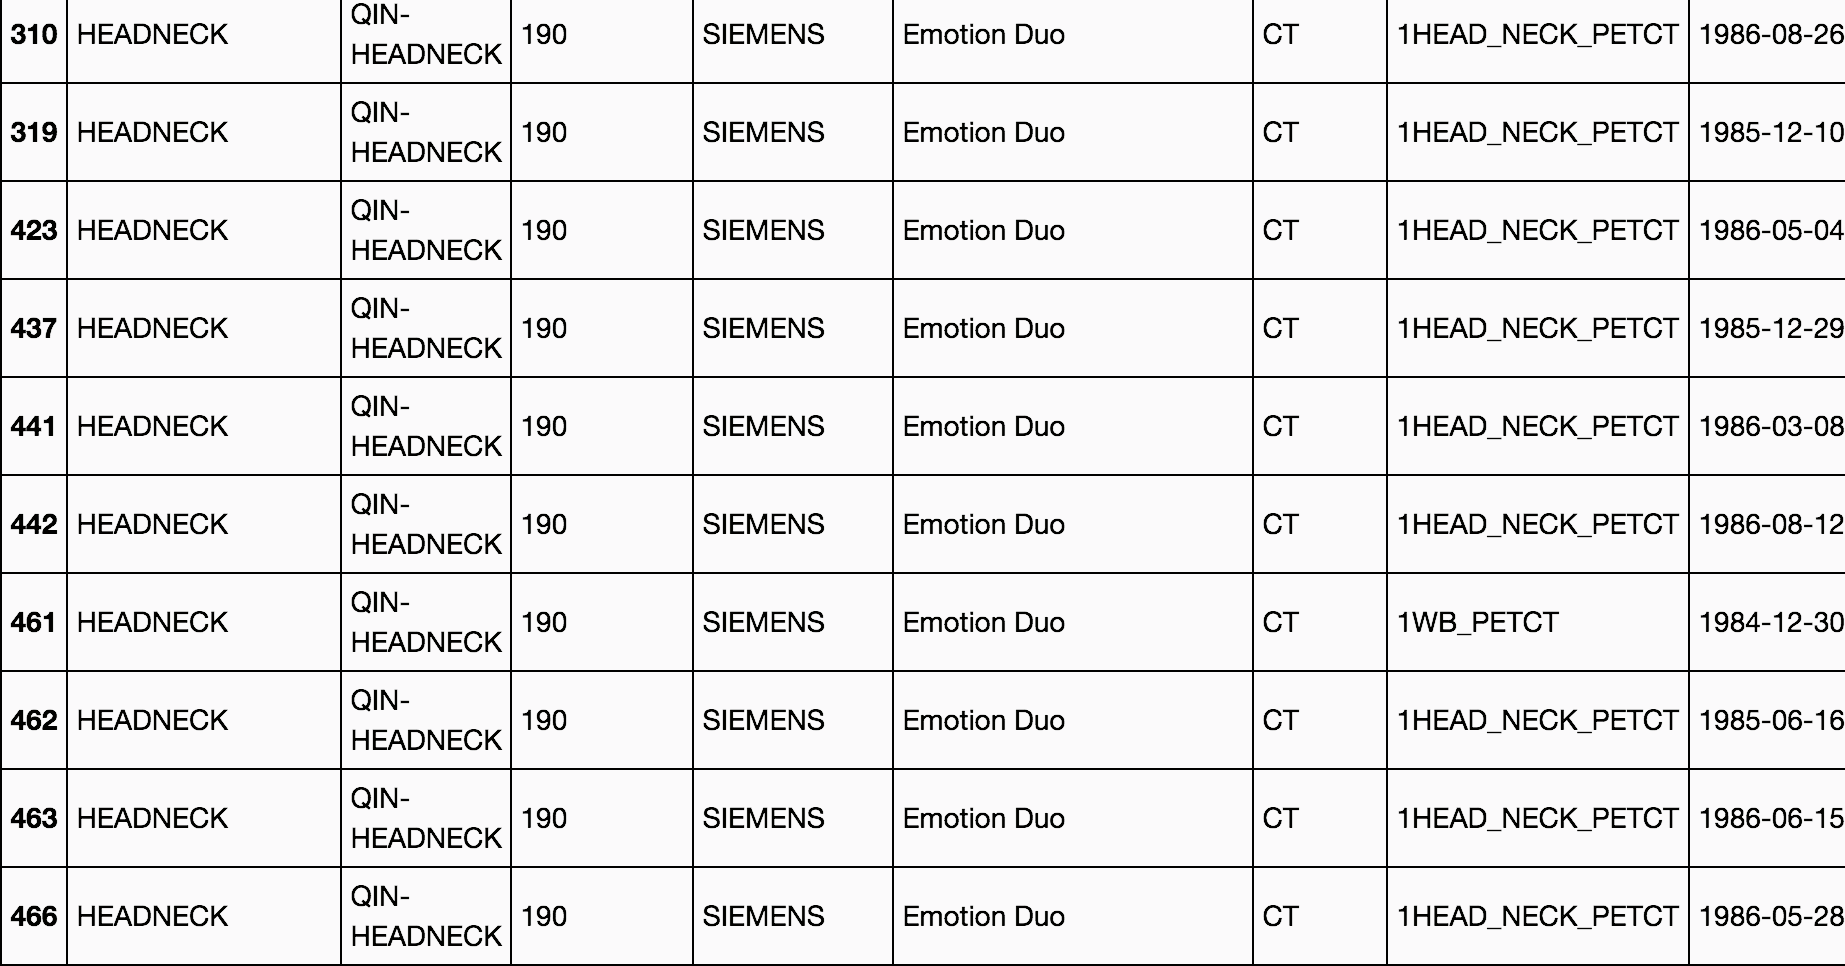 310 HEADNECK QIN-HEADNECK 190 SIEMENS Emotion Duo CT 1HEAD_NECK_PETCT 1986-08-26
319 HEADNECK QIN-HEADNECK 190 SIEMENS Emotion Duo CT 1HEAD_NECK_PETCT 1985-12-10
423 HEADNECK QIN-HEADNECK 190 SIEMENS Emotion Duo CT 1HEAD_NECK_PETCT 1986-05-04
437 HEADNECK QIN-HEADNECK 190 SIEMENS Emotion Duo CT 1HEAD_NECK_PETCT 1985-12-29
441 HEADNECK QIN-HEADNECK 190 SIEMENS Emotion Duo CT 1HEAD_NECK_PETCT 1986-03-08
442 HEADNECK QIN-HEADNECK 190 SIEMENS Emotion Duo CT 1HEAD_NECK_PETCT 1986-08-12
461 HEADNECK QIN-HEADNECK 190 SIEMENS Emotion Duo CT 1WB_PETCT 1984-12-30
462 HEADNECK QIN-HEADNECK 190 SIEMENS Emotion Duo CT 1HEAD_NECK_PETCT 1985-06-16
463 HEADNECK QIN-HEADNECK 190 SIEMENS Emotion Duo CT 1HEAD_NECK_PETCT 1986-06-15
466 HEADNECK QIN-HEADNECK 190 SIEMENS Emotion Duo CT 1HEAD_NECK_PETCT 1986-05-28